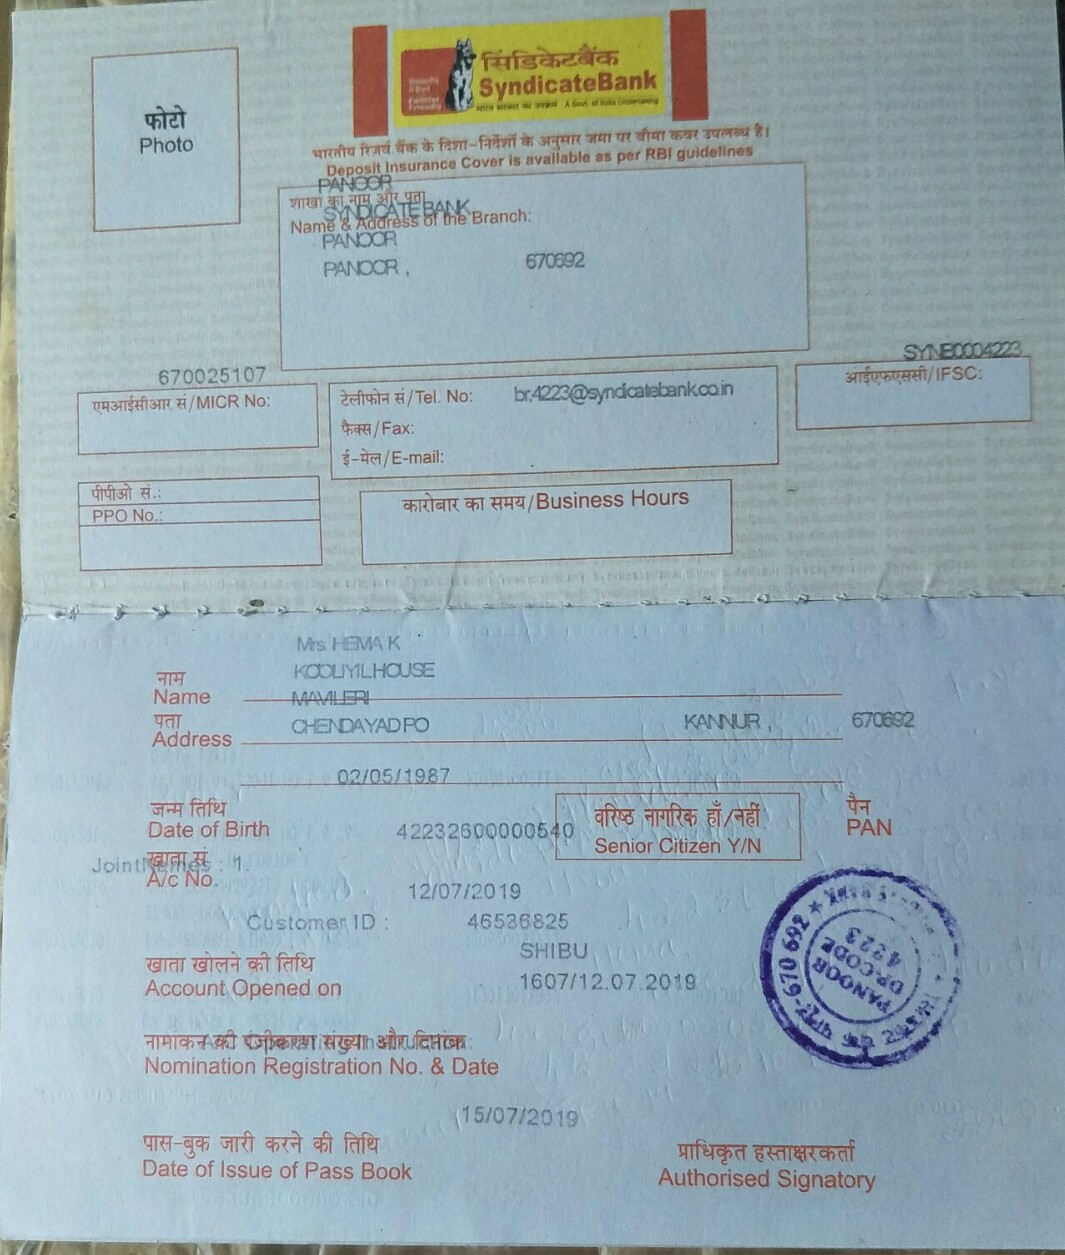 फोटो
Photo
सिंडिकेटबैंक
SyndicateBank
भारत सरकार का उपक्रम A Govt. of India Undertaking
भारतीय रिज़र्व बैंक के दिशा-निर्देशों के अनुसार जमा पर बीमा कवर उपलब्ध है।
Deposit Insurance Cover is available as per RBI guidelines
PANOOR
शाखा का नाम और पता
SYNDICATE BANK
Name & Address of the Branch:
PANOOR
PANOOR , 670692
SYNB0004223
आईएफएससी/IFSC:
670025107
एमआईसीआर सं/MICR No:
टेलीफोन सं/Tel. No: br.4223@syndicatebank.co.in
फैक्स/Fax:
ई-मेल/E-mail:
पीपीओ सं.:
PPO No.:
कारोबार का समय/Business Hours
Mrs. HEMA K
KOOLIYIL HOUSE
नाम
Name MAVILERI
पता CHENDAYAD PO KANNUR , 670692
Address
02/05/1987
जन्म तिथि
Date of Birth 42232600000540
वरिष्ठ नागरिक हाँ/नहीं
Senior Citizen Y/N
पैन
PAN
खाता सं
Joint Names : 1.
A/c No.
12/07/2019
Customer ID : 46536825
SHIBU
खाता खोलने की तिथि
Account Opened on 1607/12.07.2019
PANOOR
BR.CODE
4223
670 692
नामांकन की पंजीकरण संख्या और दिनांक
Nomination Registration No. & Date
15/07/2019
पास-बुक जारी करने की तिथि
Date of Issue of Pass Book
प्राधिकृत हस्ताक्षरकर्ता
Authorised Signatory